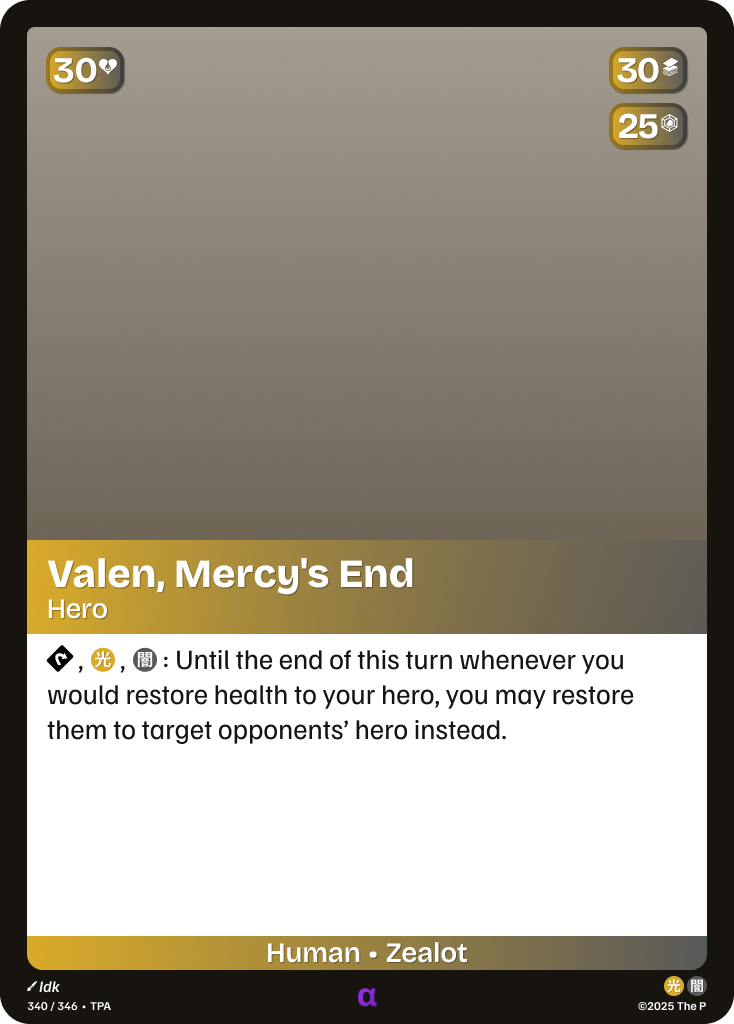 30
30
25
Valen, Mercy's End
Hero
, 光 , 闇 : Until the end of this turn whenever you
would restore health to your hero, you may restore
them to target opponents’ hero instead.
Human • Zealot
Idk
光 闇
340 / 346 • TPA
α
©2025 The P